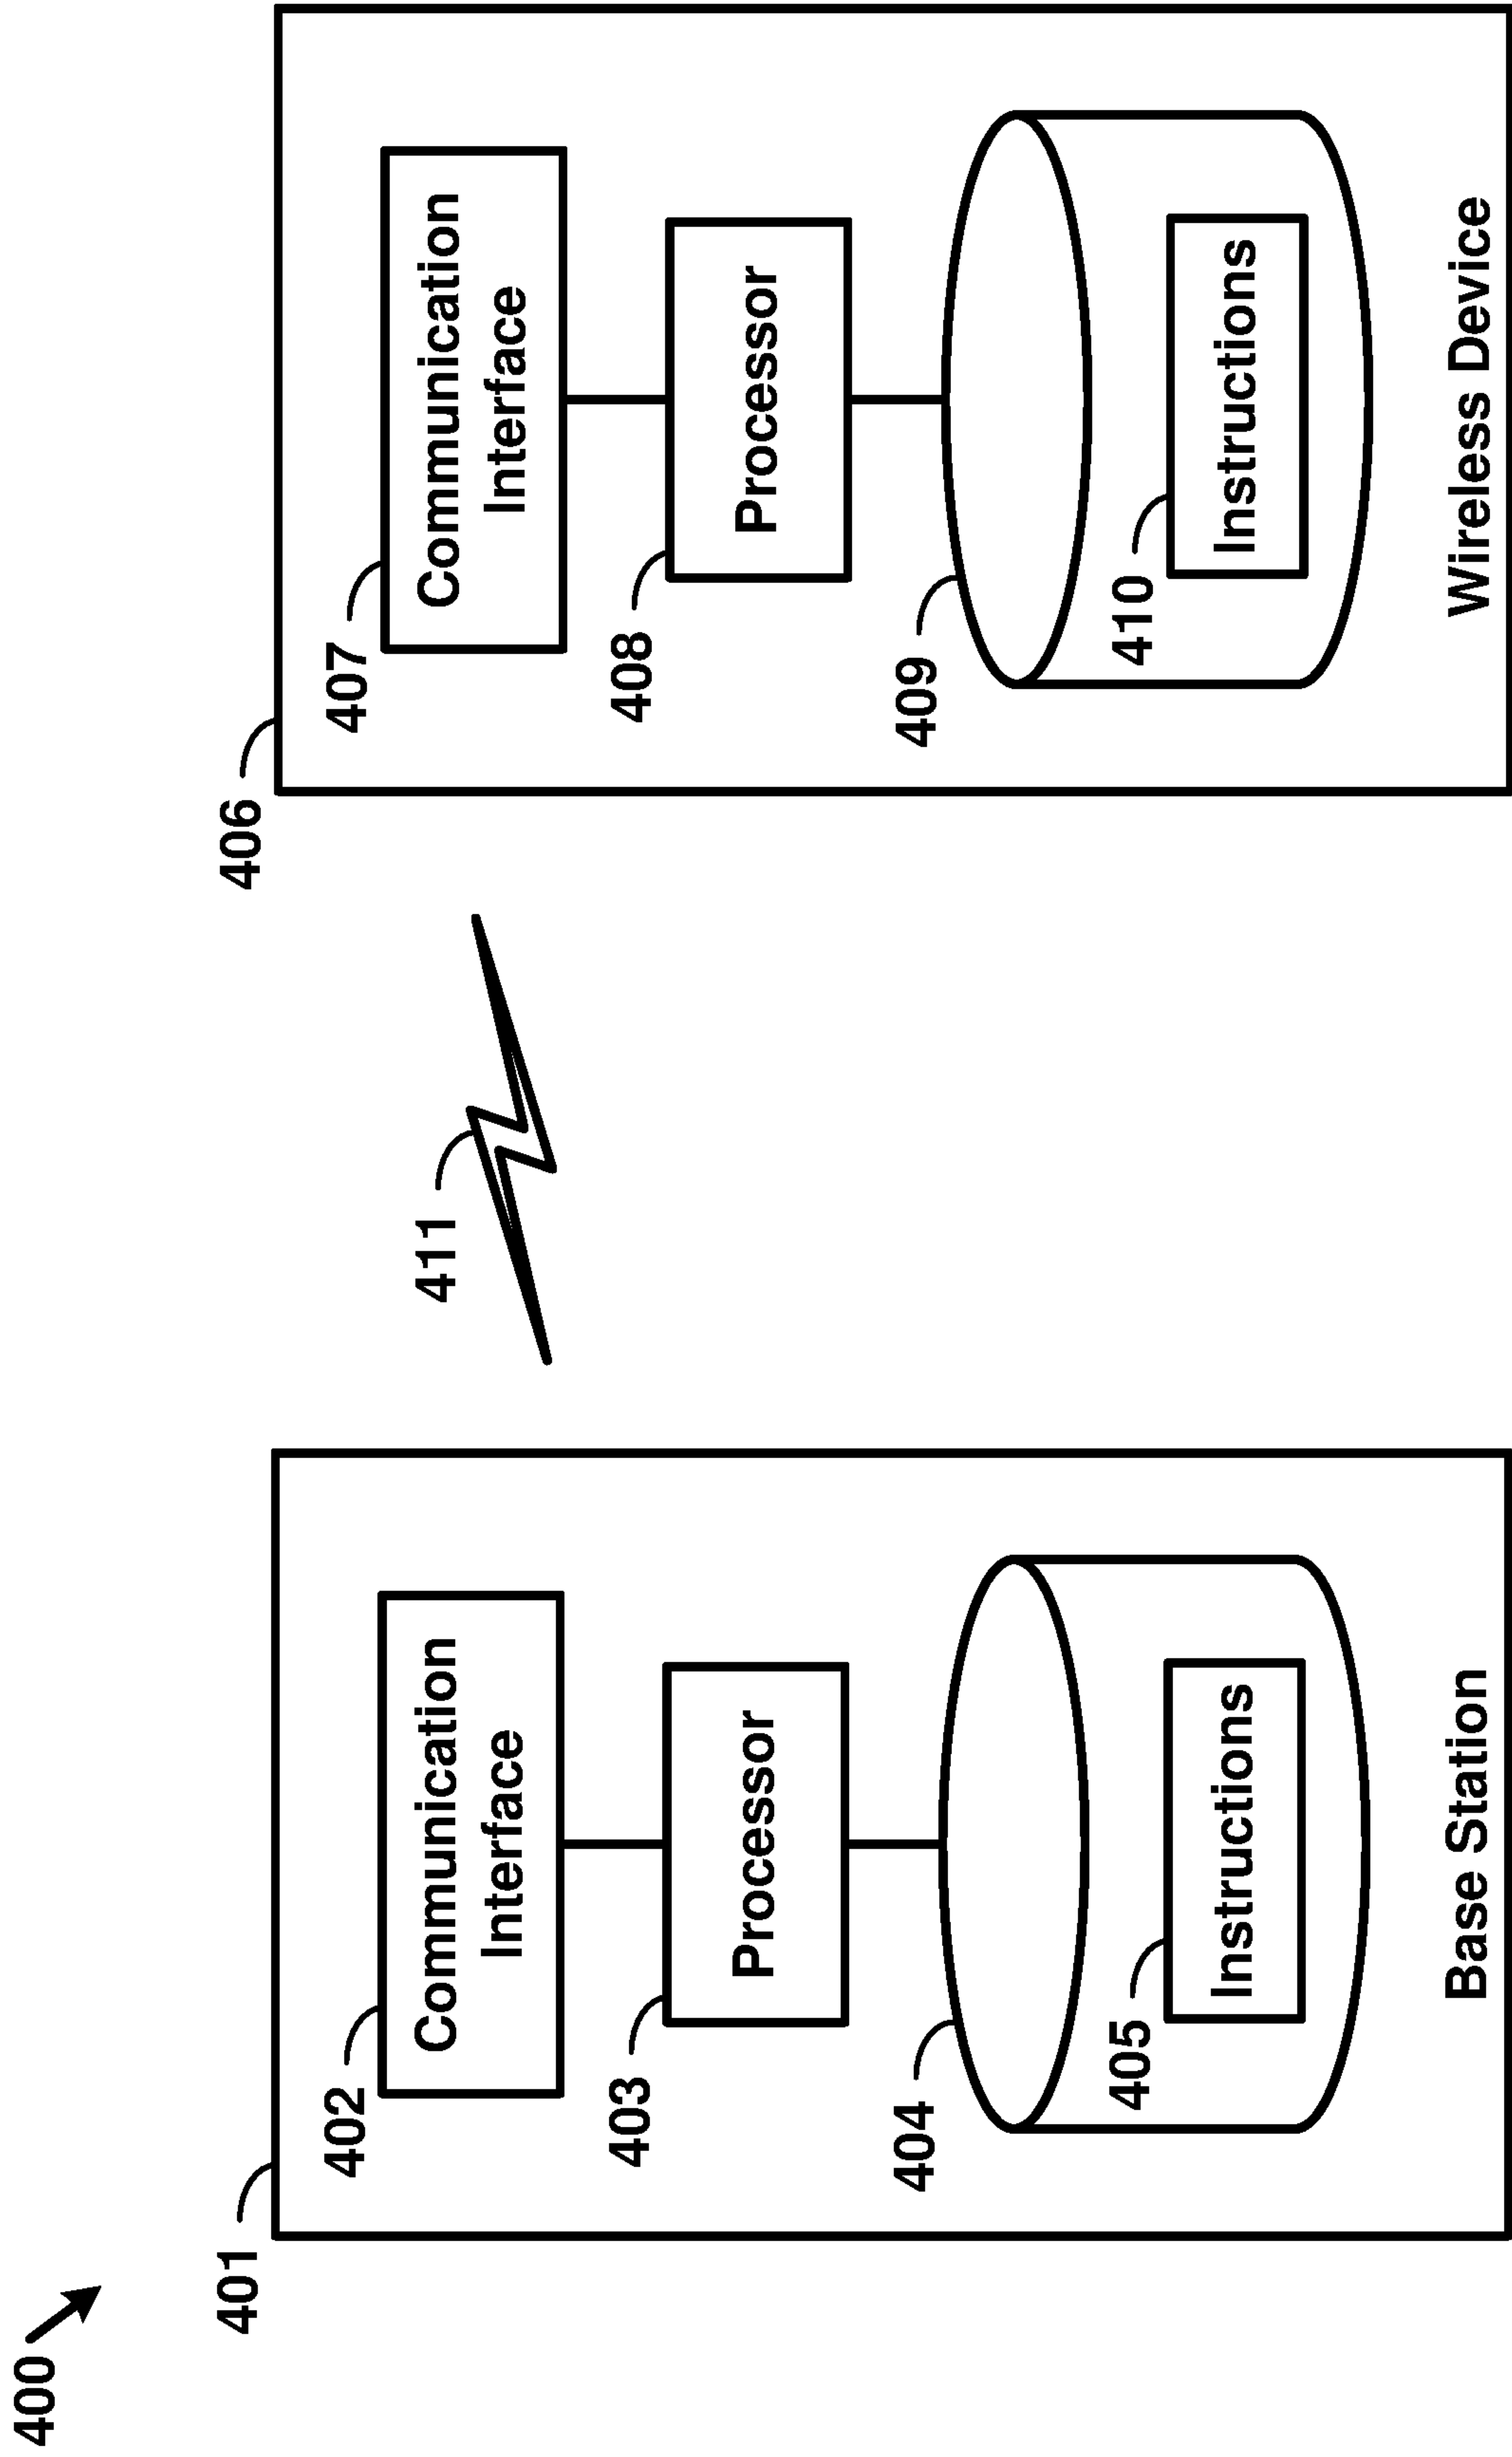 400
401
402
Communication
Interface
403
Processor
404
405
Instructions
Base Station
411
406
407
Communication
Interface
408
Processor
409
410
Instructions
Wireless Device